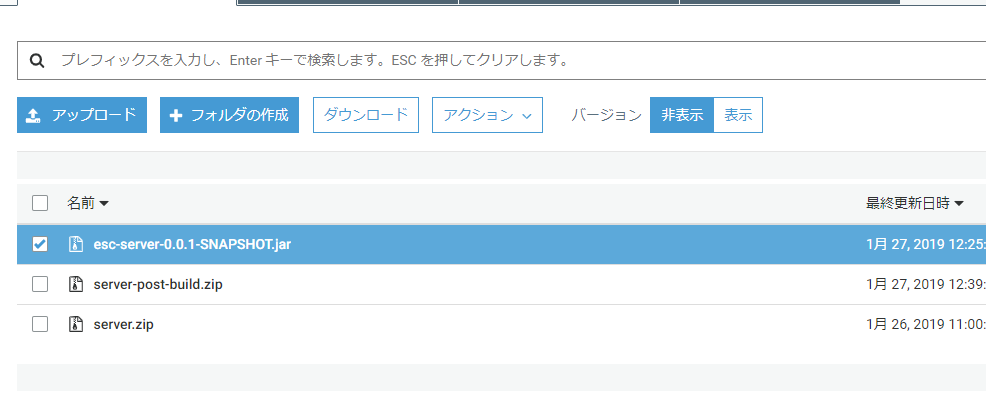 プレフィックスを入力し、Enter キーで検索します。ESC を押してクリアします。
アップロード フォルダの作成 ダウンロード アクション バージョン 非表示 表示
名前 最終更新日時
esc-server-0.0.1-SNAPSHOT.jar 1月 27, 2019 12:25:
server-post-build.zip 1月 27, 2019 12:39:
server.zip 1月 26, 2019 11:00: